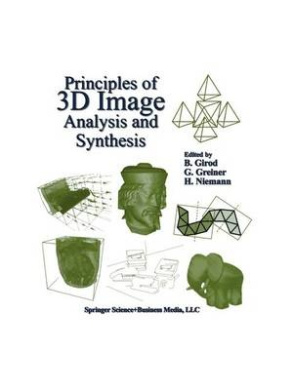 Principles of
3D Image
Analysis and
Synthesis
Edited by
B. Girod
G. Greiner
H. Niemann
Springer Science+Business Media, LLC